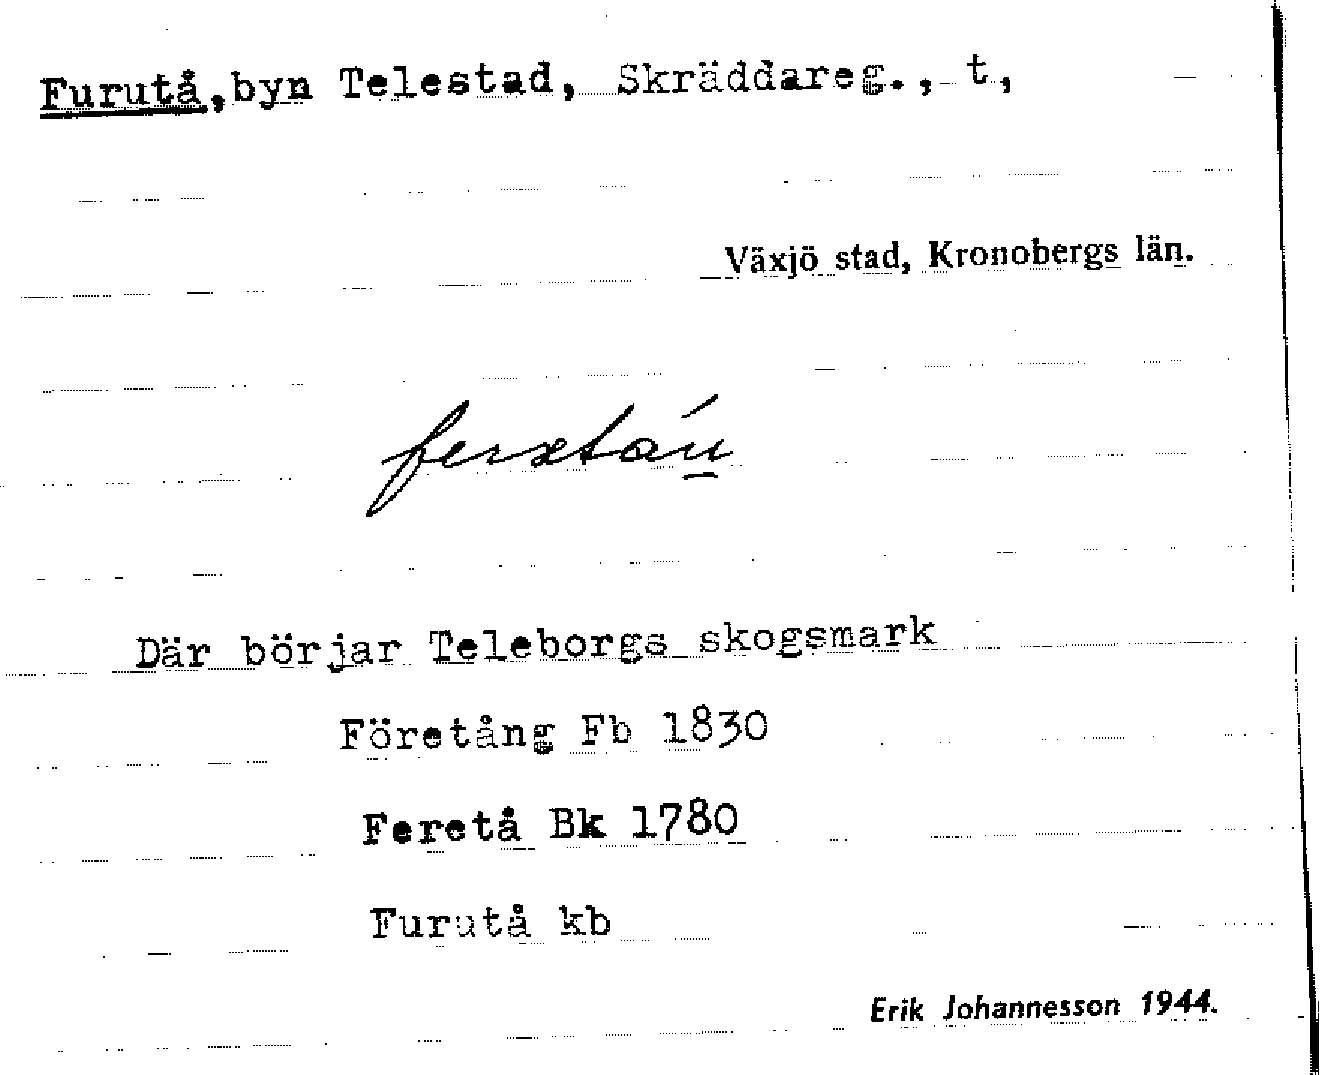 Furutå, byn Telestad, Skräddareg., t,
Växjö stad, Kronobergs län.
Där börjar Teleborgs skogsmark
Företång Fb 1830
Feretå Bk 1780
Furutå kb
Erik Johannesson 1944.